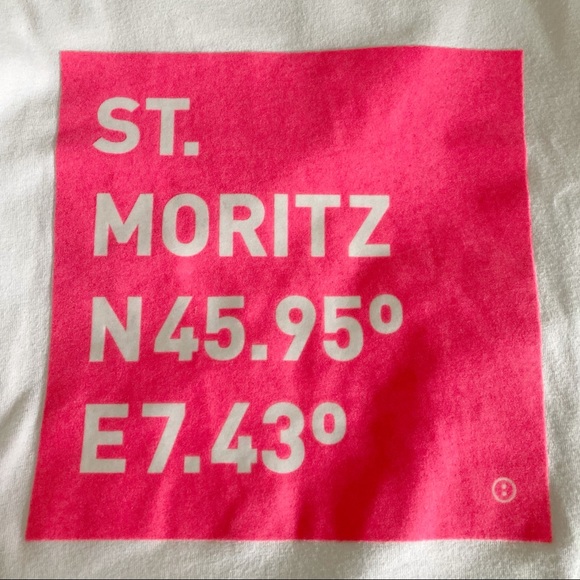 ST.
MORITZ
N45.95º
E7.43º